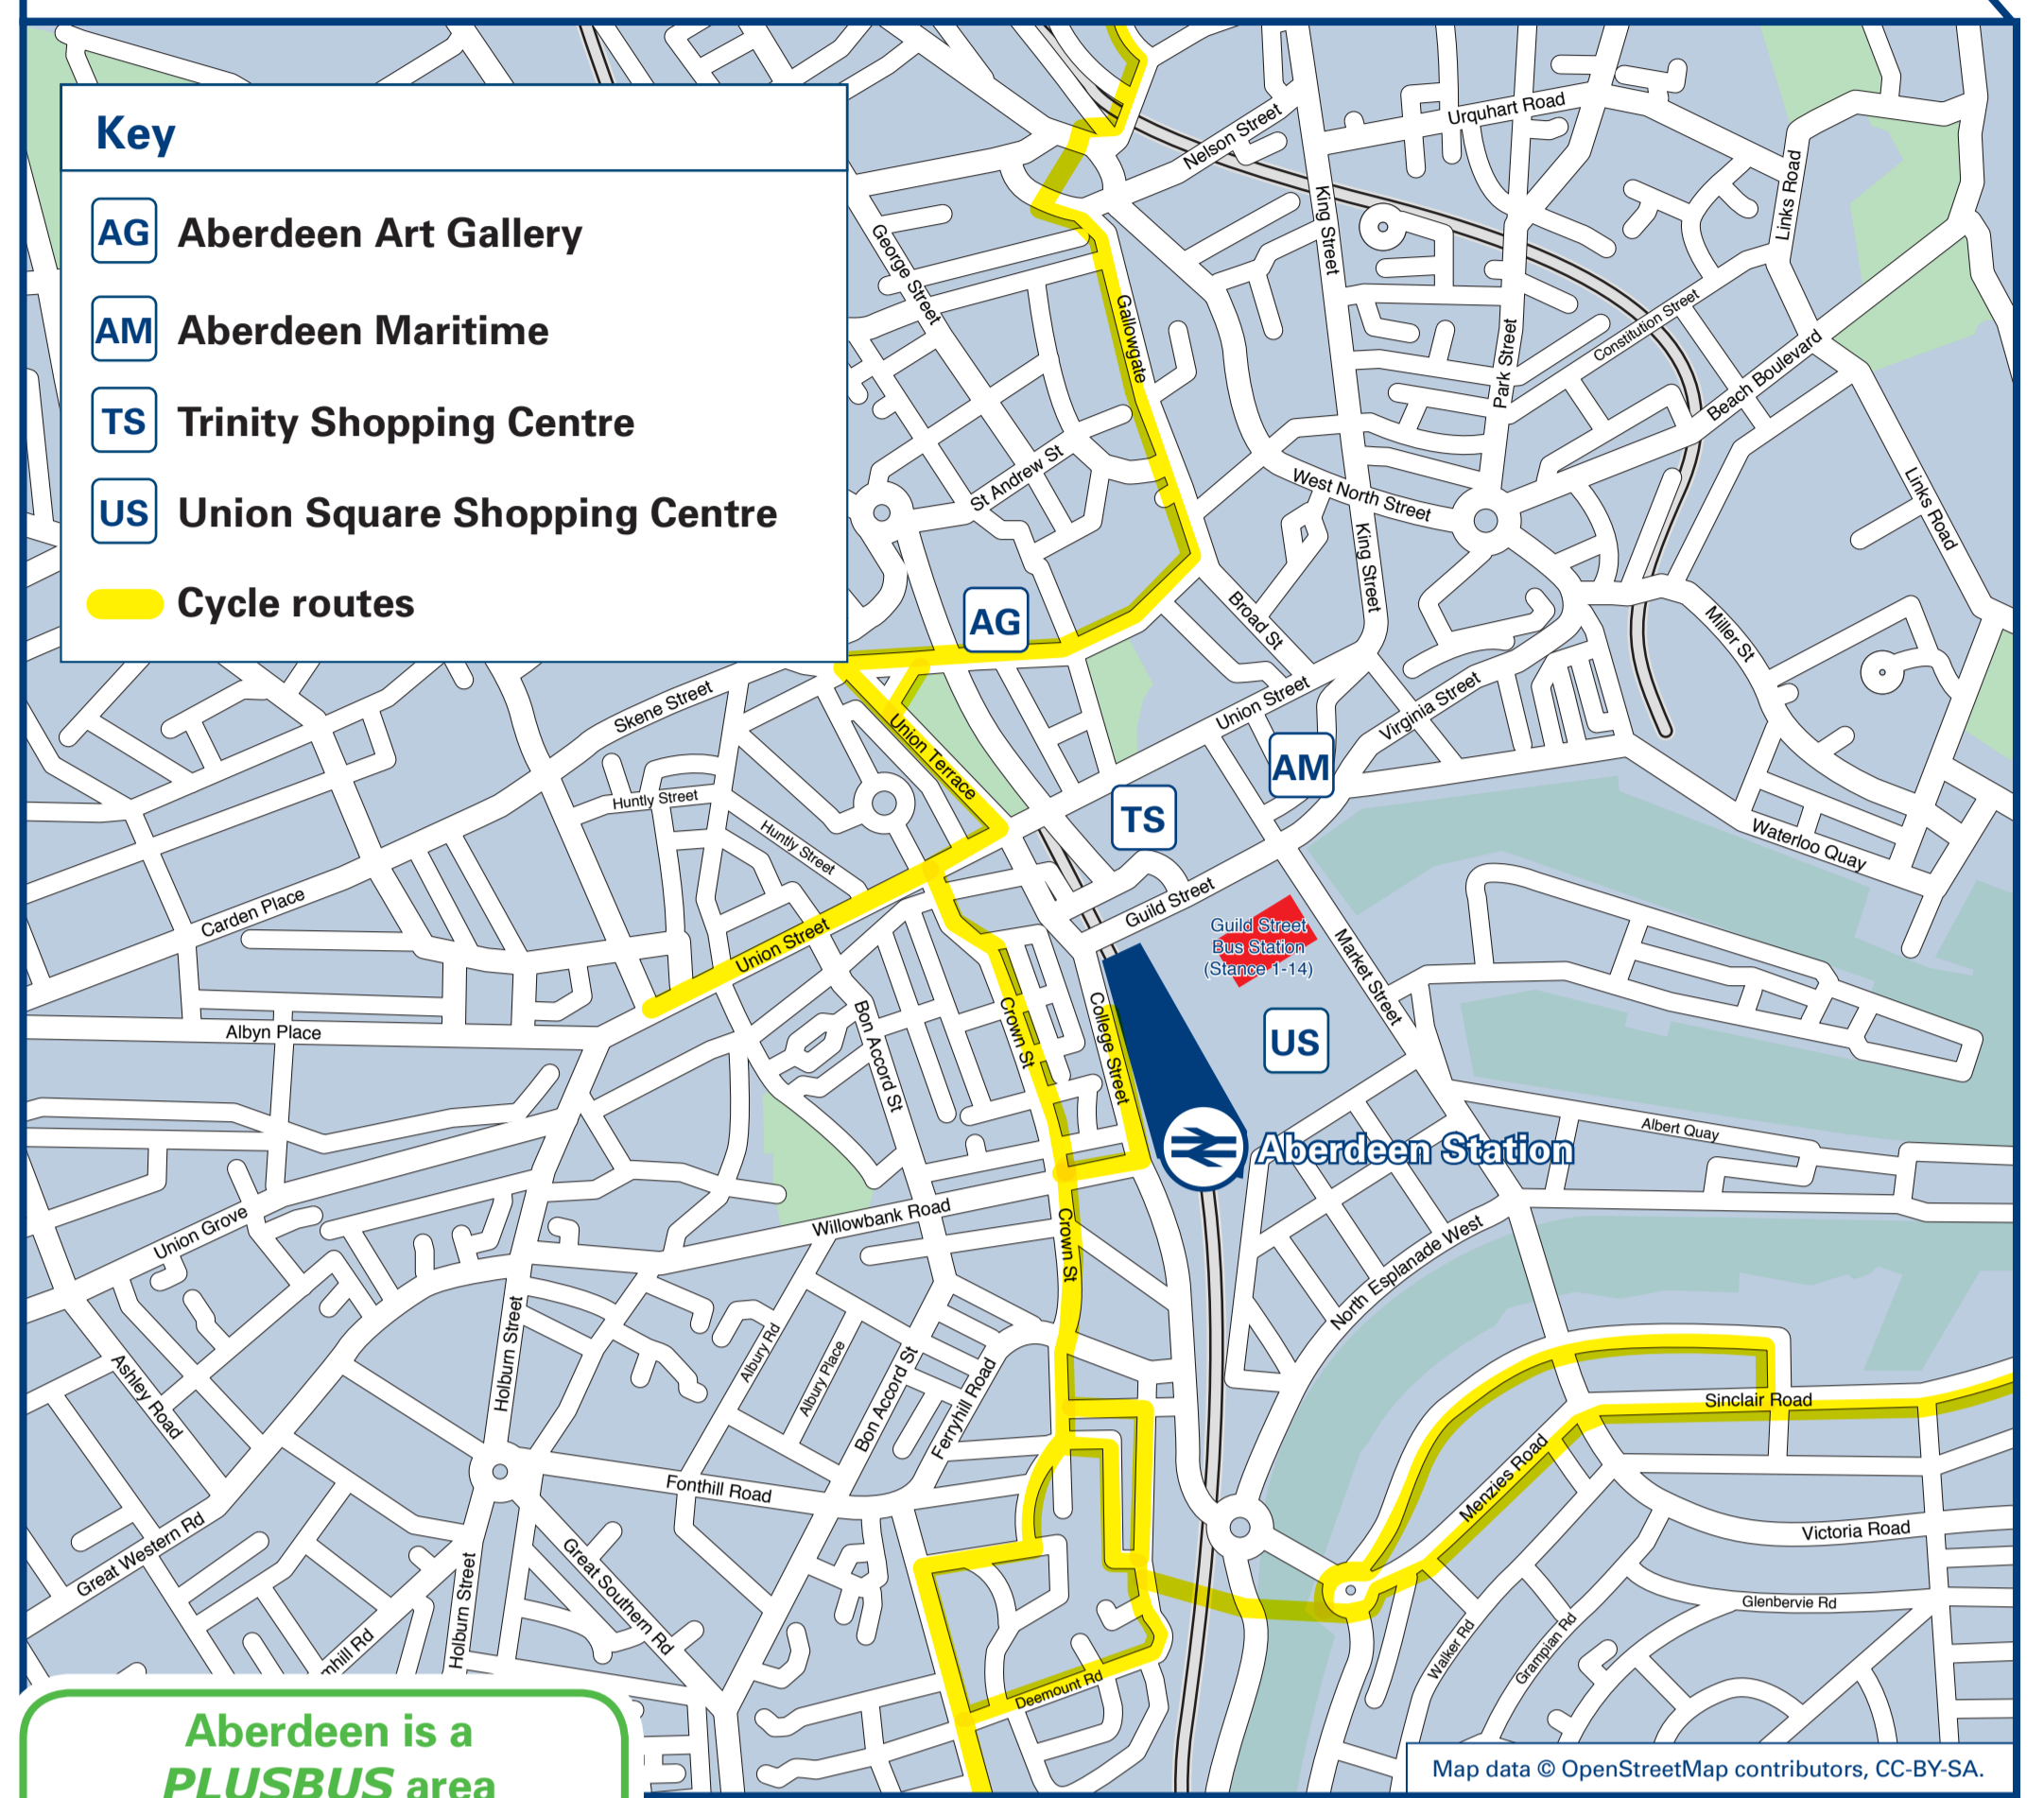 Key
AG Aberdeen Art Gallery
AM Aberdeen Maritime
TS Trinity Shopping Centre
US Union Square Shopping Centre
Cycle routes
Nelson Street
Urquhart Road
Links Road
King Street
George Street
Gallowgate
Park Street
Constitution Street
Beach Boulevard
St Andrew St
West North Street
King Street
Links Road
AG
Broad St
Miller St
Skene Street
Union Street
Virginia Street
Union Terrace
AM
Huntly Street
Huntly Street
TS
Waterloo Quay
Carden Place
Guild Street
Union Street
Guild Street
Bus Station
(Stance 1-14)
Market Street
Albyn Place
Bon Accord St
Crown St
College Street
US
Albert Quay
Aberdeen Station
Union Grove
Willowbank Road
Crown St
North Esplanade West
Ashley Road
Holburn Street
Albury Rd
Albury Place
Bon Accord St
Ferryhill Road
Sinclair Road
Menzies Road
Fonthill Road
Victoria Road
Great Western Rd
Great Southern Rd
Holburn Street
Glenbervie Rd
Walker Rd
Grampian Rd
mhill Rd
Deemount Rd
Aberdeen is a
PLUSBUS area
Map data © OpenStreetMap contributors, CC-BY-SA.